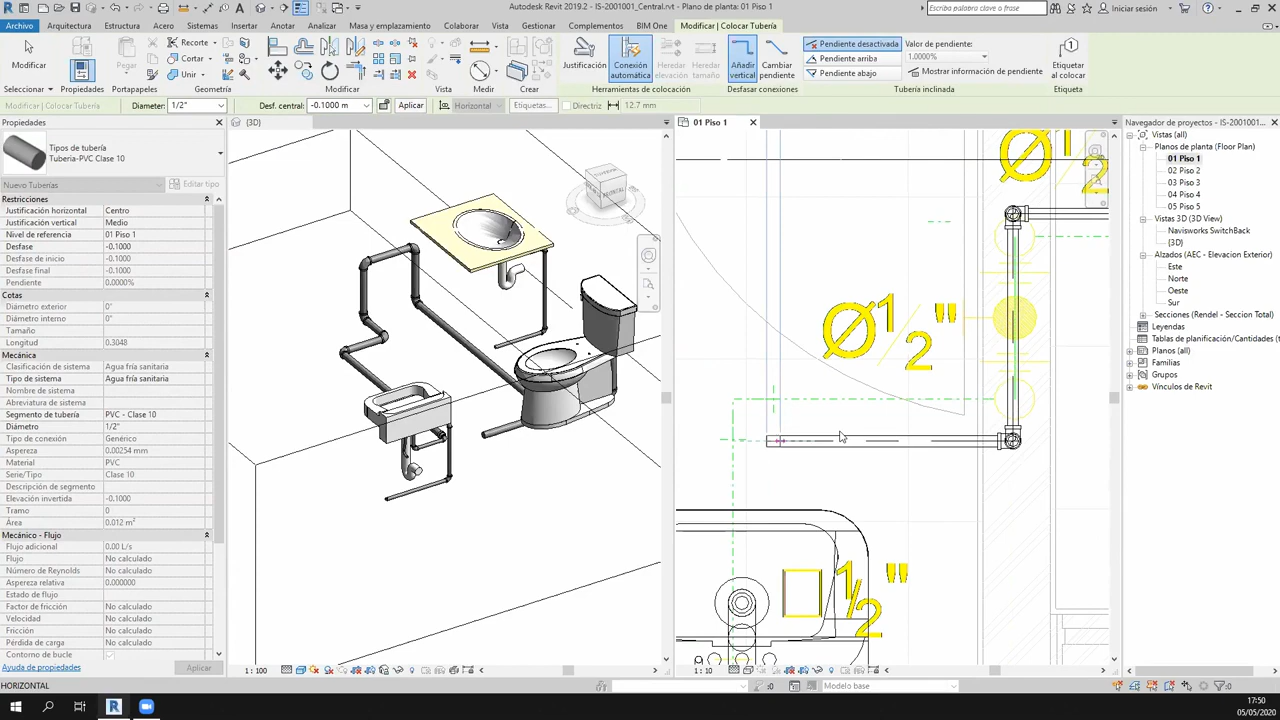 Autodesk Revit 2019.2 - IS-2001001_Central.rvt - Plano de planta: 01 Piso 1
Escriba palabra clave o frase
Iniciar sesión
Archivo
Arquitectura
Estructura
Acero
Sistemas
Insertar
Anotar
Analizar
Masa y emplazamiento
Colaborar
Vista
Gestionar
Complementos
BIM One
Modificar | Colocar Tubería
Modificar
Propiedades
Pegar
Recorte
Cortar
Unir
Justificación
Conexión automática
Heredar elevación
Heredar tamaño
Añadir vertical
Cambiar pendiente
Pendiente desactivada
Pendiente arriba
Pendiente abajo
Valor de pendiente:
1.0000%
Mostrar información de pendiente
Etiquetar al colocar
Seleccionar
Propiedades
Portapapeles
Geometría
Modificar
Vista
Medir
Crear
Herramientas de colocación
Desfasar conexiones
Tubería inclinada
Etiqueta
Modificar | Colocar Tubería
Diámetro: 1/2"
Desf. central: -0.1000 m
Aplicar
Horizontal
Etiquetas...
Directriz
12.7 mm
Propiedades
Tipos de tubería
Tubería-PVC Clase 10
Nuevo Tuberías
Editar tipo
Restricciones
Justificación horizontal Centro
Justificación vertical Medio
Nivel de referencia 01 Piso 1
Desfase -0.1000
Desfase de inicio -0.1000
Desfase final -0.1000
Pendiente 0.0000%
Cotas
Diámetro exterior 0"
Diámetro interno 0"
Tamaño
Longitud 0.3048
Mecánica
Clasificación de sistema Agua fría sanitaria
Tipo de sistema Agua fría sanitaria
Nombre de sistema
Abreviatura de sistema
Segmento de tubería PVC - Clase 10
Diámetro 1/2"
Tipo de conexión Genérico
Aspereza 0.00254 mm
Material PVC
Serie/Tipo Clase 10
Descripción de segmento
Elevación invertida -0.1000
Tramo 0
Área 0.012 m²
Mecánico - Flujo
Flujo adicional 0.00 L/s
Flujo No calculado
Número de Reynolds No calculado
Aspereza relativa 0.000000
Estado de flujo
Factor de fricción No calculado
Velocidad No calculado
Fricción No calculado
Pérdida de carga No calculado
Contorno de bucle
Ayuda de propiedades
Aplicar
HORIZONTAL
{3D}
1 : 100
01 Piso 1
Ø1/2
Ø1/2"
1/2"
1 : 10
Modelo base
:0
:0
Navegador de proyectos - IS-2001001...
Vistas (all)
Planos de planta (Floor Plan)
01 Piso 1
02 Piso 2
03 Piso 3
04 Piso 4
05 Piso 5
Vistas 3D (3D View)
Navisworks SwitchBack
{3D}
Alzados (AEC - Elevacion Exterior)
Este
Norte
Oeste
Sur
Secciones (Rendel - Seccion Total)
Leyendas
Tablas de planificación/Cantidades (t
Planos (all)
Familias
Grupos
Vínculos de Revit
17:50
05/05/2020